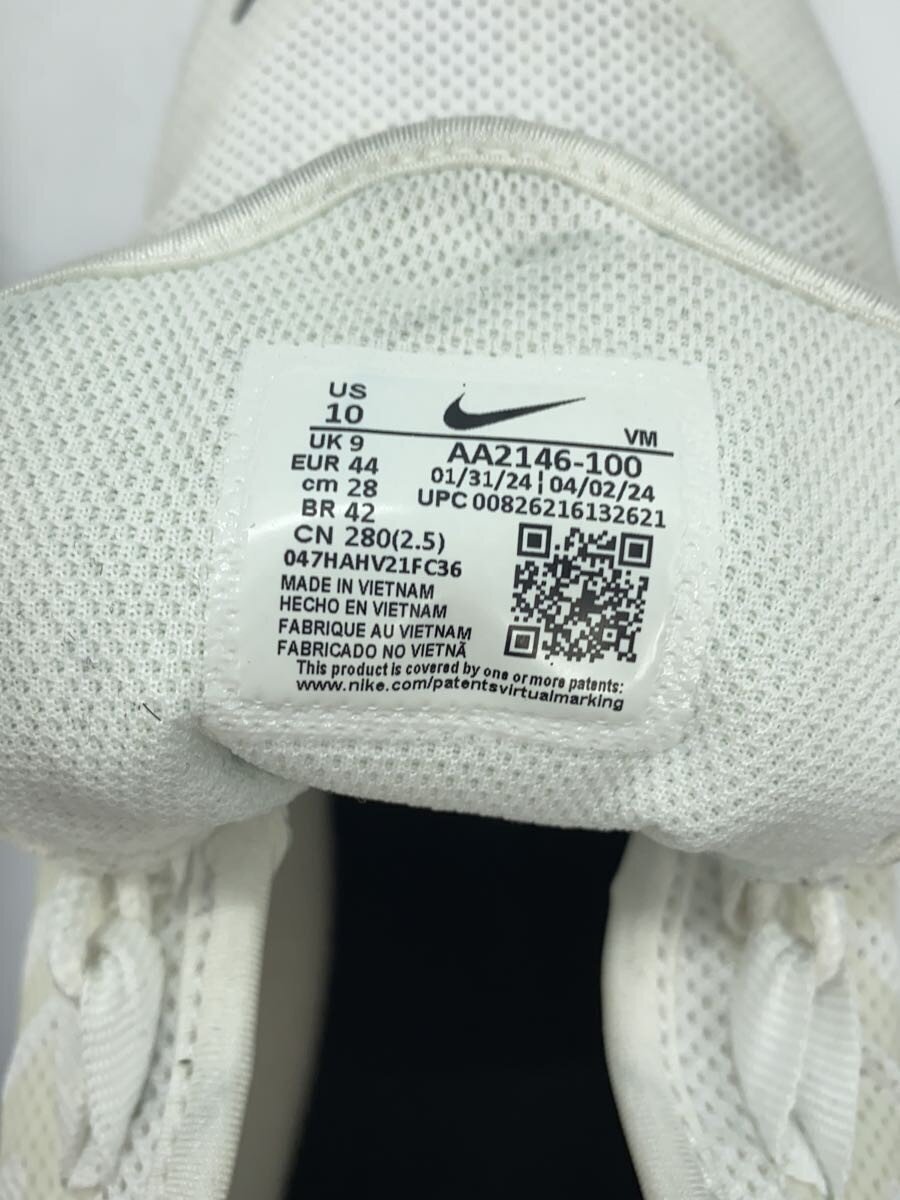 US
10
VM
UK 9
EUR 44
cm 28
BR 42
CN 280(2.5)
AA2146-100
01/31/24 | 04/02/24
UPC 00826216132621
047HAHV21FC36
MADE IN VIETNAM
HECHO EN VIETNAM
FABRIQUE AU VIETNAM
FABRICADO NO VIETNÃ
This product is covered by one or more patents:
www.nike.com/patentsvirtualmarking